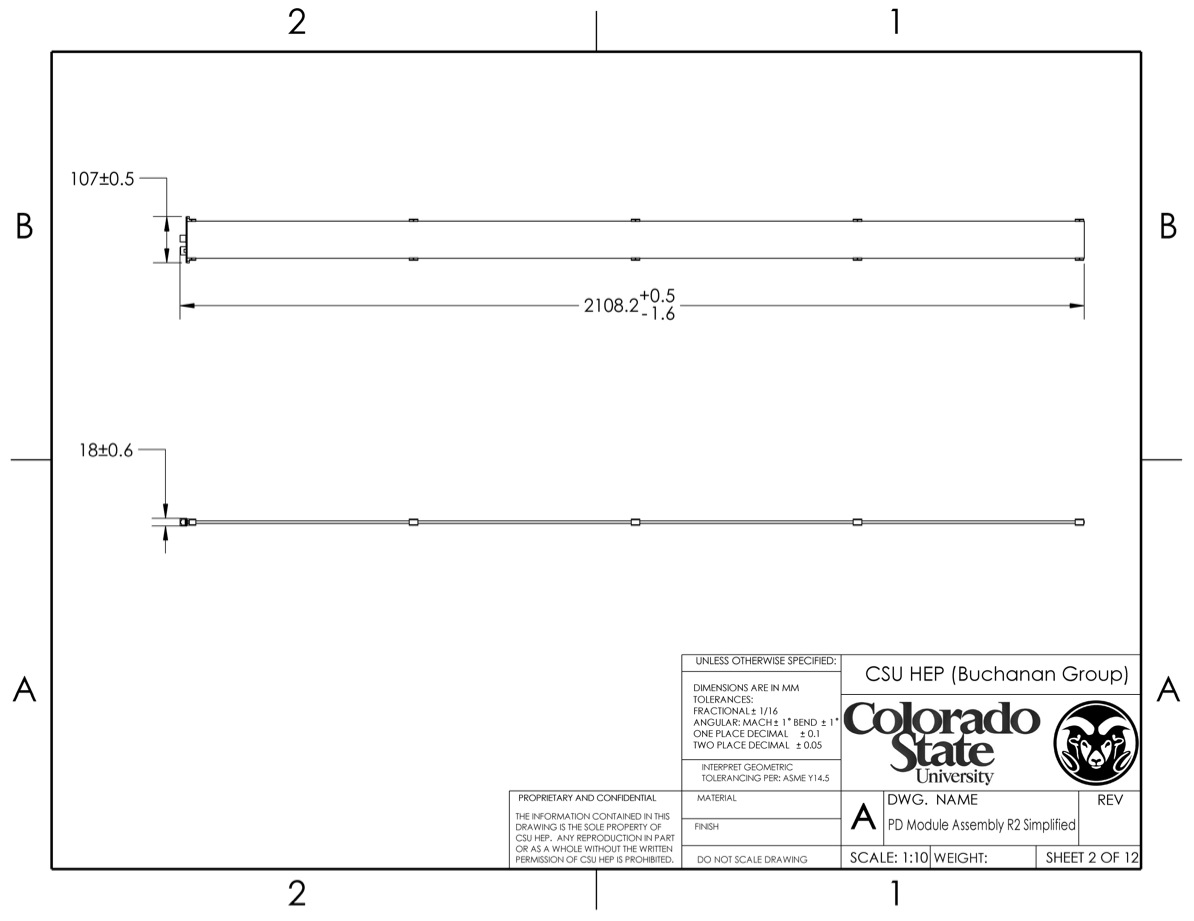 2
1
107±0.5
B
B
2108.2 +0.5
-1.6
18±0.6
A
A
UNLESS OTHERWISE SPECIFIED:
DIMENSIONS ARE IN MM
TOLERANCES:
FRACTIONAL ± 1/16
ANGULAR: MACH ± 1° BEND ± 1°
ONE PLACE DECIMAL ± 0.1
TWO PLACE DECIMAL ± 0.05
INTERPRET GEOMETRIC
TOLERANCING PER: ASME Y14.5
MATERIAL
FINISH
DO NOT SCALE DRAWING
CSU HEP (Buchanan Group)
Colorado
State
University
PROPRIETARY AND CONFIDENTIAL
THE INFORMATION CONTAINED IN THIS
DRAWING IS THE SOLE PROPERTY OF
CSU HEP. ANY REPRODUCTION IN PART
OR AS A WHOLE WITHOUT THE WRITTEN
PERMISSION OF CSU HEP IS PROHIBITED.
A
DWG. NAME
PD Module Assembly R2 Simplified
REV
SCALE: 1:10
WEIGHT:
SHEET 2 OF 12
2
1